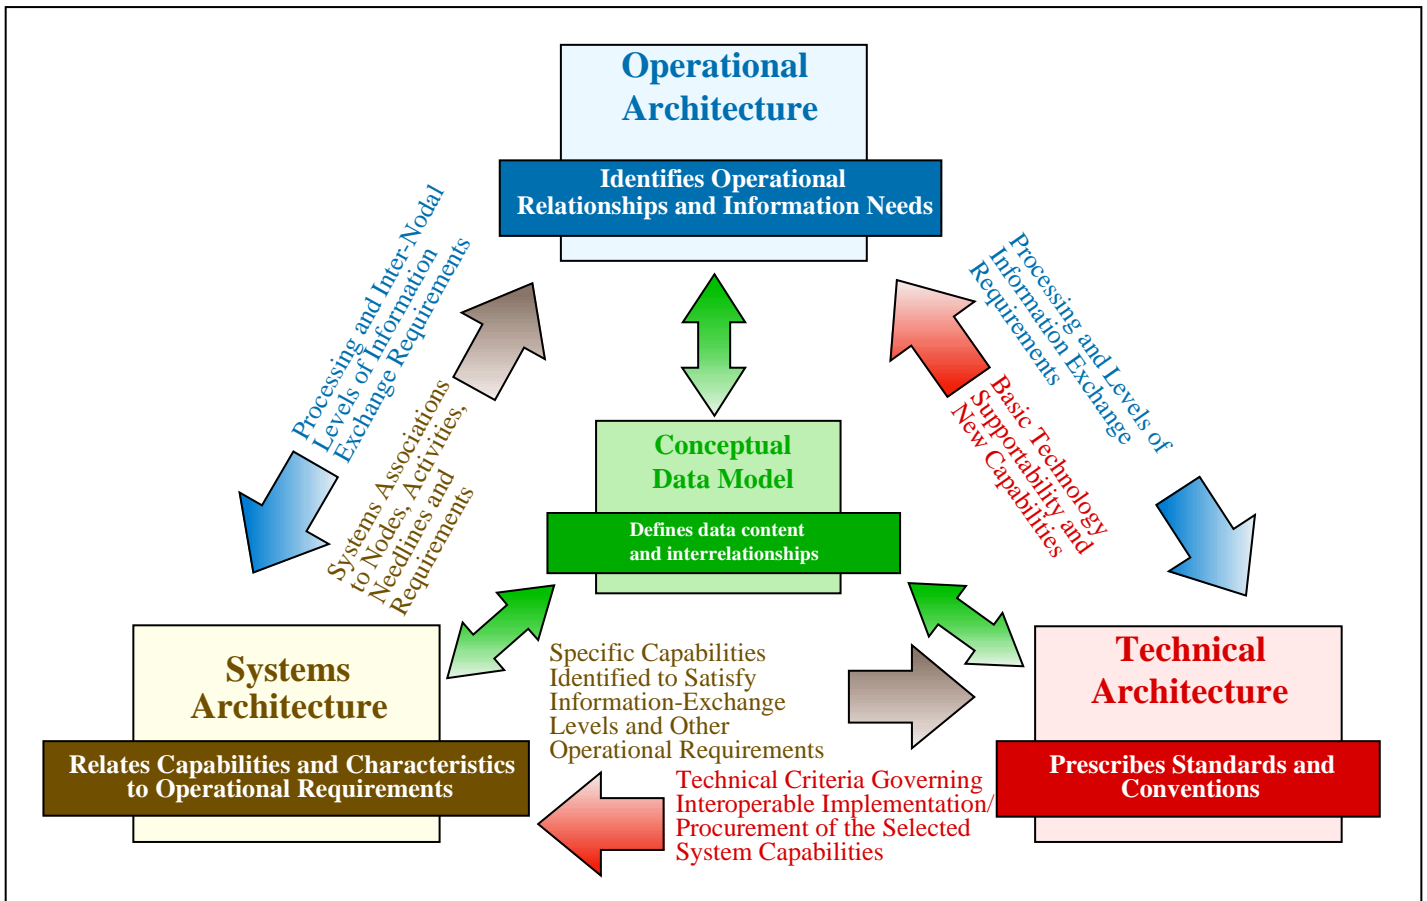 Operational
Architecture
Identifies Operational
Relationships and Information Needs
Processing and Inter-Nodal
Levels of Information
Exchange Requirements
Systems Associations
to Nodes, Activities,
Needlines and
Requirements
Processing and Levels of
Information Exchange
Requirements
Basic Technology
Supportability and
New Capabilities
Conceptual
Data Model
Defines data content
and interrelationships
Systems
Architecture
Relates Capabilities and Characteristics
to Operational Requirements
Specific Capabilities
Identified to Satisfy
Information-Exchange
Levels and Other
Operational Requirements
Technical Criteria Governing
Interoperable Implementation/
Procurement of the Selected
System Capabilities
Technical
Architecture
Prescribes Standards and
Conventions